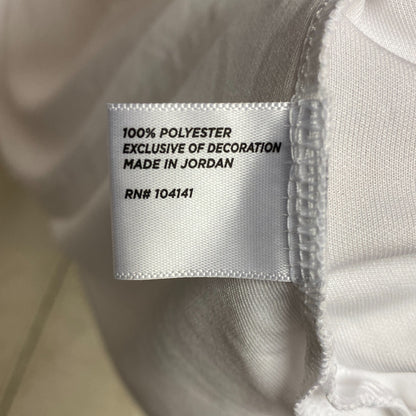 100% POLYESTER
EXCLUSIVE OF DECORATION
MADE IN JORDAN
RN# 104141